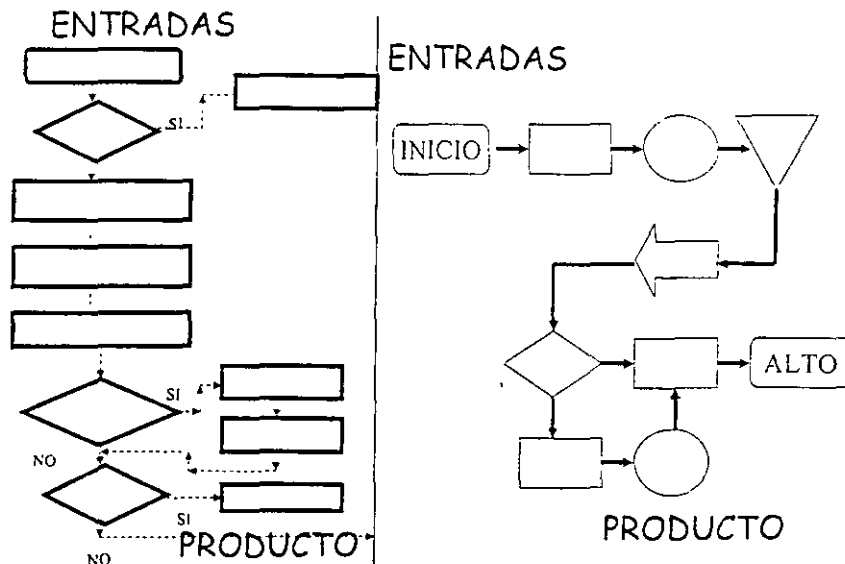 ENTRADAS
SI
SI
NO
SI
NO
PRODUCTO
ENTRADAS
INICIO
ALTO
PRODUCTO